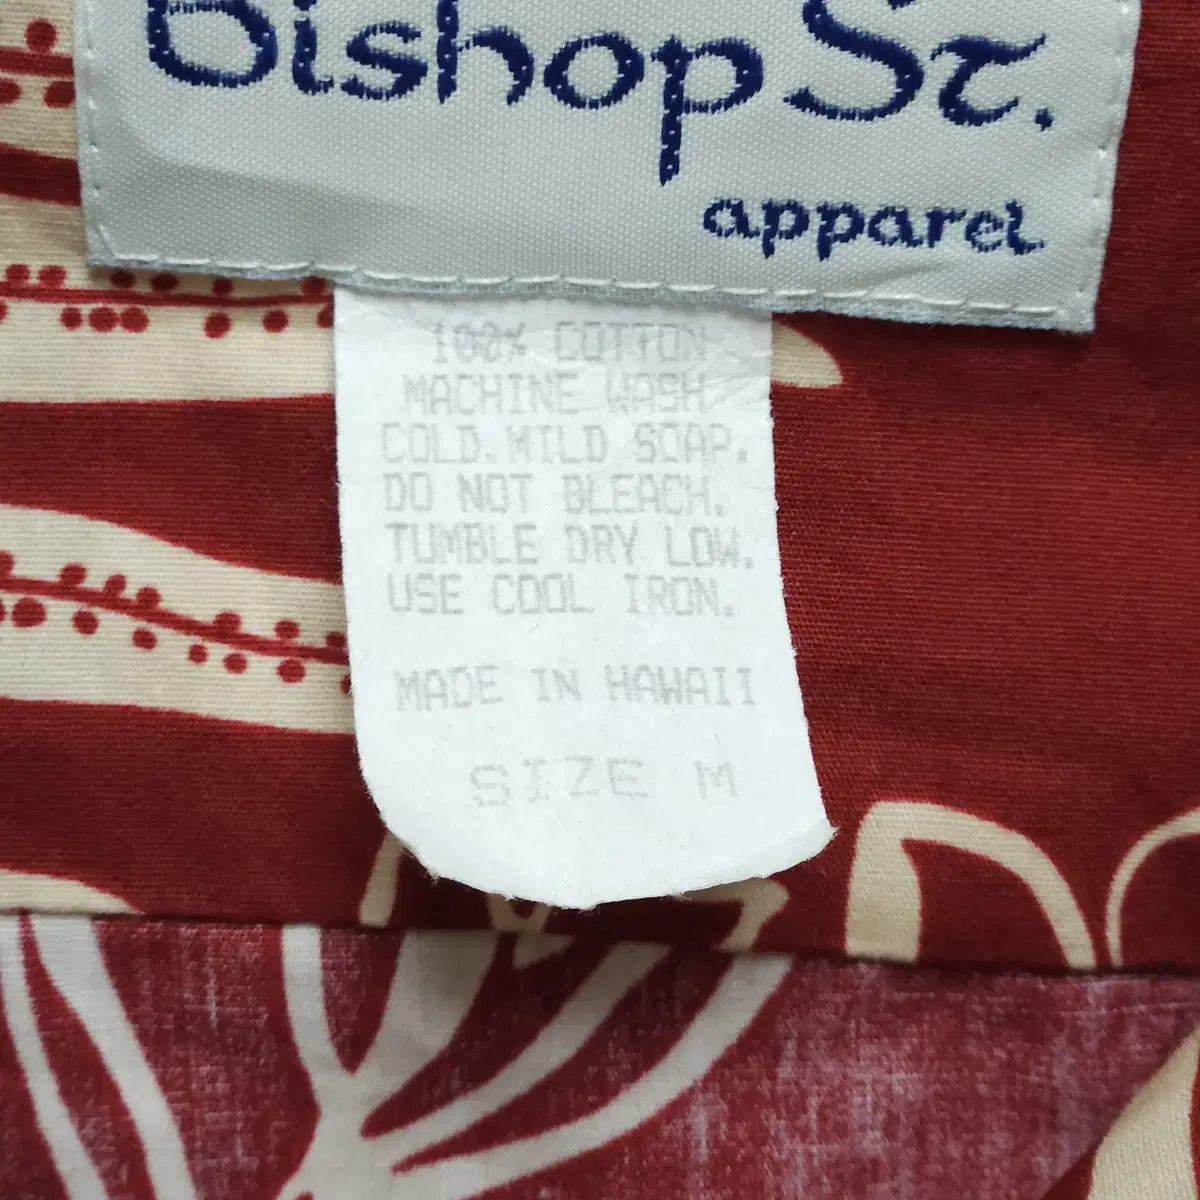 Bishop St.
apparel
100% COTTON
MACHINE WASH
COLD. MILD SOAP.
DO NOT BLEACH.
TUMBLE DRY LOW.
USE COOL IRON.
MADE IN HAWAII
SIZE M